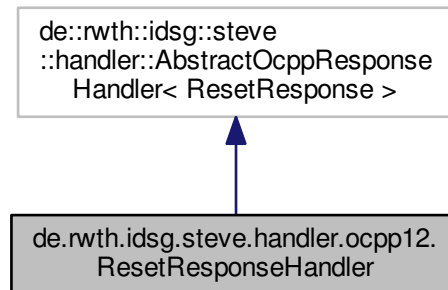 de::rwth::idsg::steve
::handler::AbstractOcppResponse
Handler< ResetResponse >
de.rwth.idsg.steve.handler.ocpp12.
ResetResponseHandler